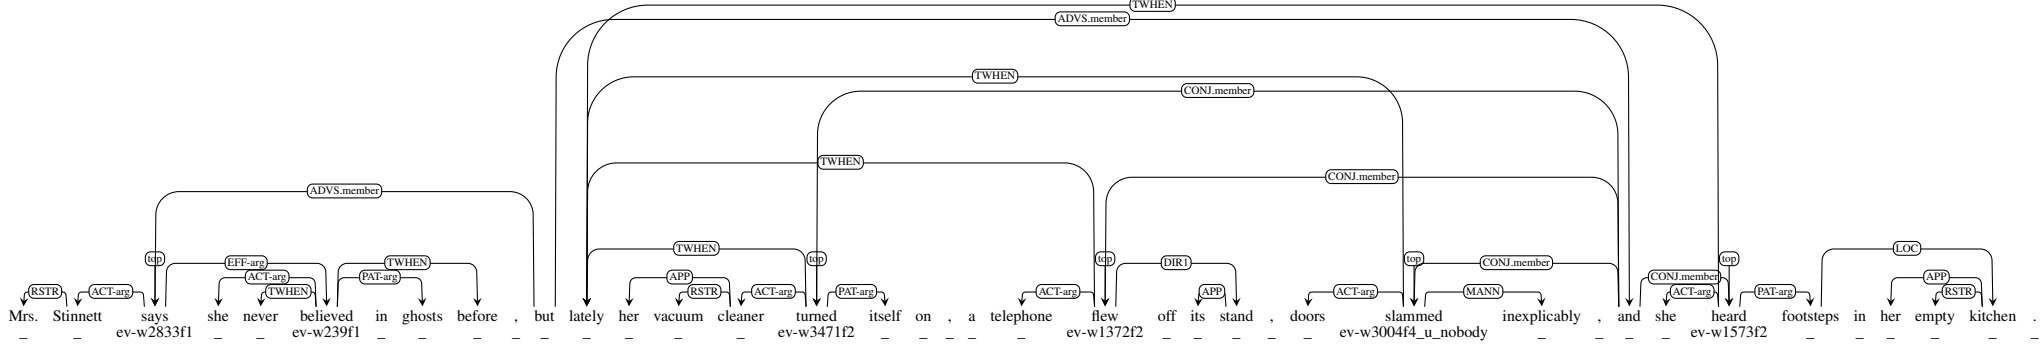 TWHEN
ADVS.member
TWHEN
CONJ.member
TWHEN
CONJ.member
ADVS.member
TWHEN LOC
top EFF-arg TWHEN top top DIR1 top CONJ.member top
ACT-arg PAT-arg APP CONJ.member APP
RSTR ACT-arg TWHEN RSTR ACT-arg PAT-arg ACT-arg APP ACT-arg MANN ACT-arg PAT-arg RSTR
Mrs. Stinnett says she never believed in ghosts before , but lately her vacuum cleaner turned itself on , a telephone flew off its stand , doors slammed inexplicably , and she heard footsteps in her empty kitchen .
_ _ ev-w2833f1 _ _ ev-w239f1 _ _ _ _ _ _ _ _ _ ev-w3471f2 _ _ _ _ _ ev-w1372f2 _ _ _ _ _ ev-w3004f4_u_nobody _ _ _ _ ev-w1573f2 _ _ _ _ _ _